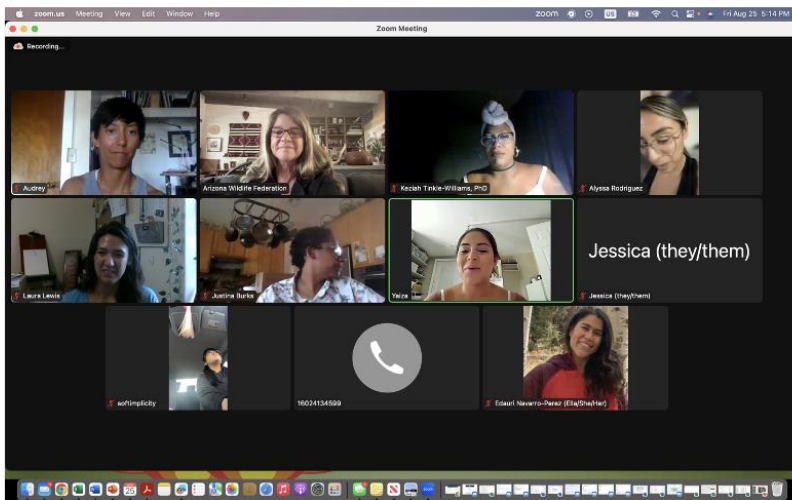 zoom.us Meeting View Edit Window Help
zoom US Fri Aug 25 5:14 PM
Zoom Meeting
Recording...
Audrey
Arizona Wildlife Federation
Keziah Tinkle-Williams, PhD
Alyssa Rodriguez
Jessica (they/them)
Laura Lewis
Justina Burks
Yaiza
Jessica (they/them)
softimplicity
16024134599
Edauri Navarro-Perez (Ella/She/Her)